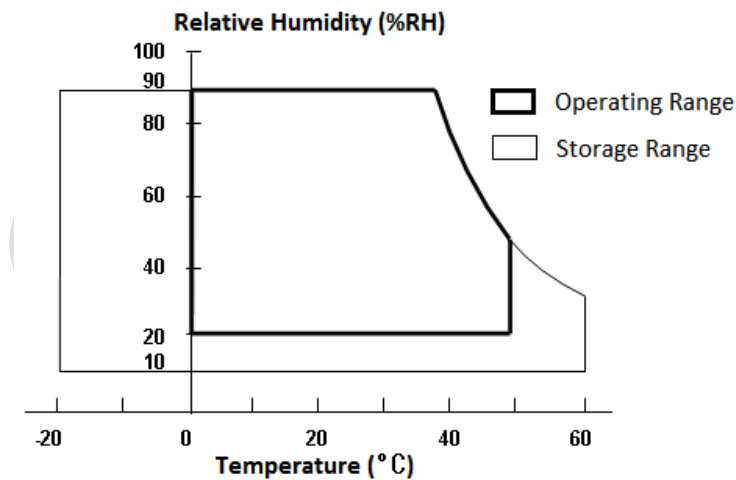 Relative Humidity (%RH)
100
90
80
60
40
20
10
Operating Range
Storage Range
-20 0 20 40 60
Temperature (°C)